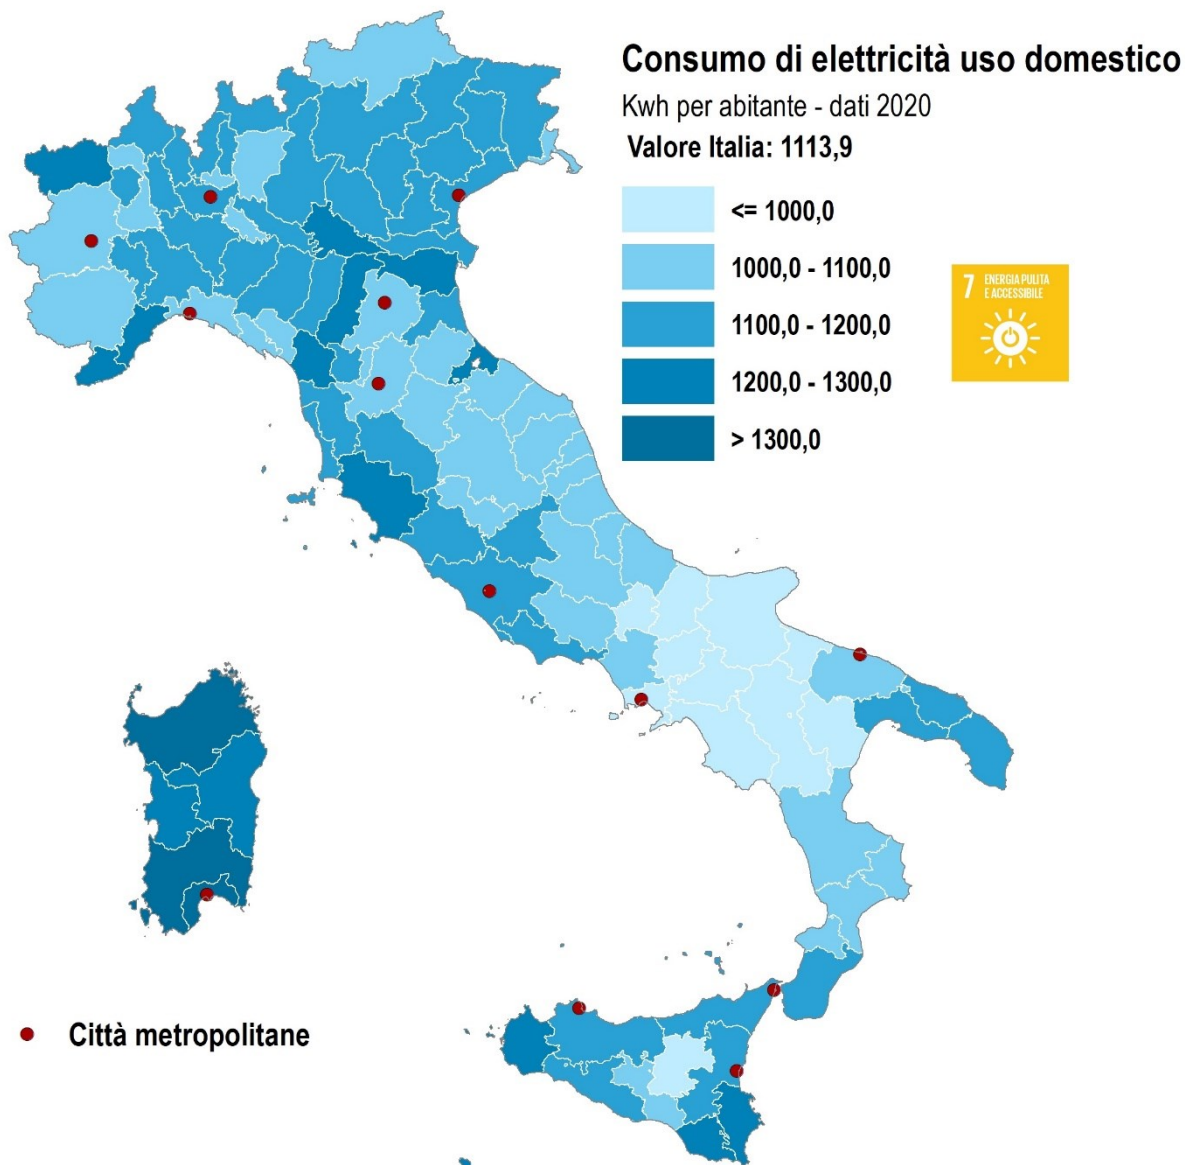 Consumo di elettricità uso domestico
Kwh per abitante - dati 2020
Valore Italia: 1113,9
<= 1000,0
1000,0 - 1100,0
1100,0 - 1200,0
1200,0 - 1300,0
> 1300,0
7 ENERGIA PULITA
E ACCESSIBILE
Città metropolitane